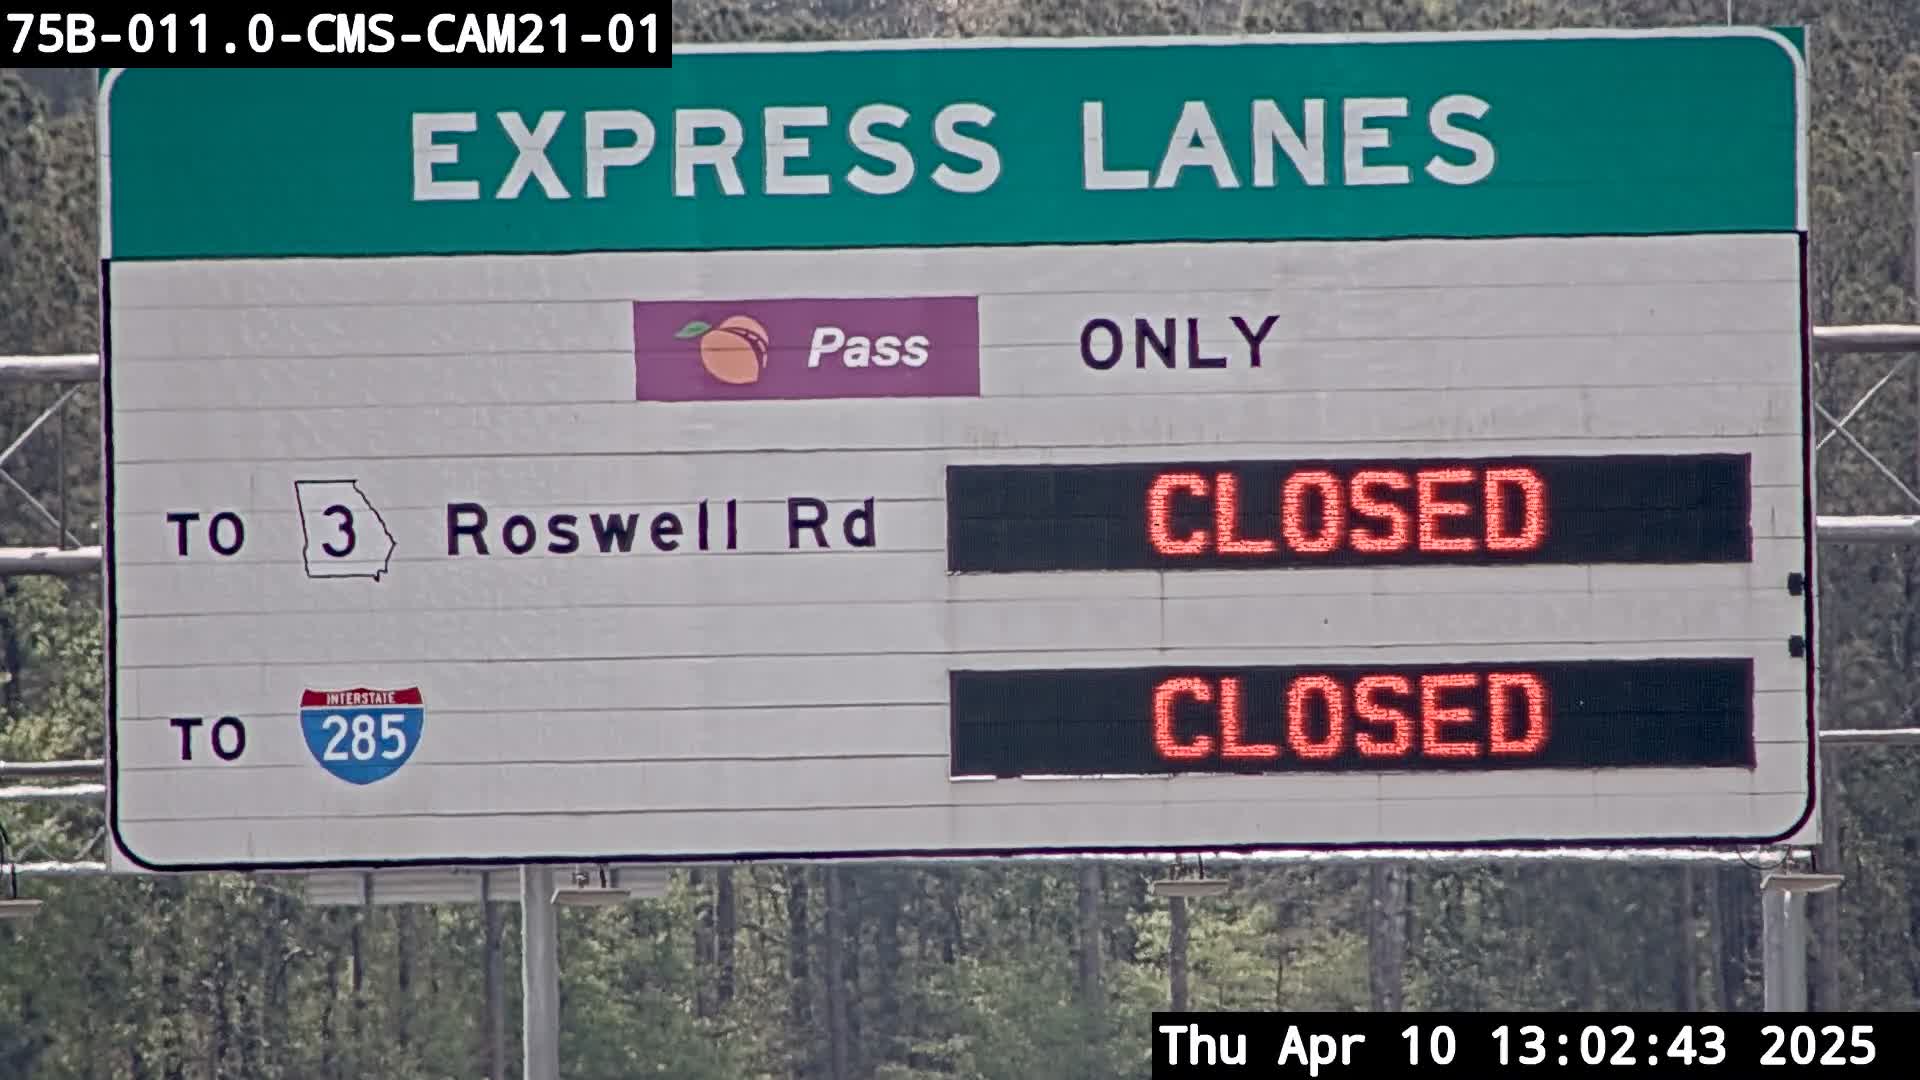 75B-011.0-CMS-CAM21-01
EXPRESS LANES
Pass ONLY
TO 3 Roswell Rd CLOSED
TO INTERSTATE 285 CLOSED
Thu Apr 10 13:02:43 2025